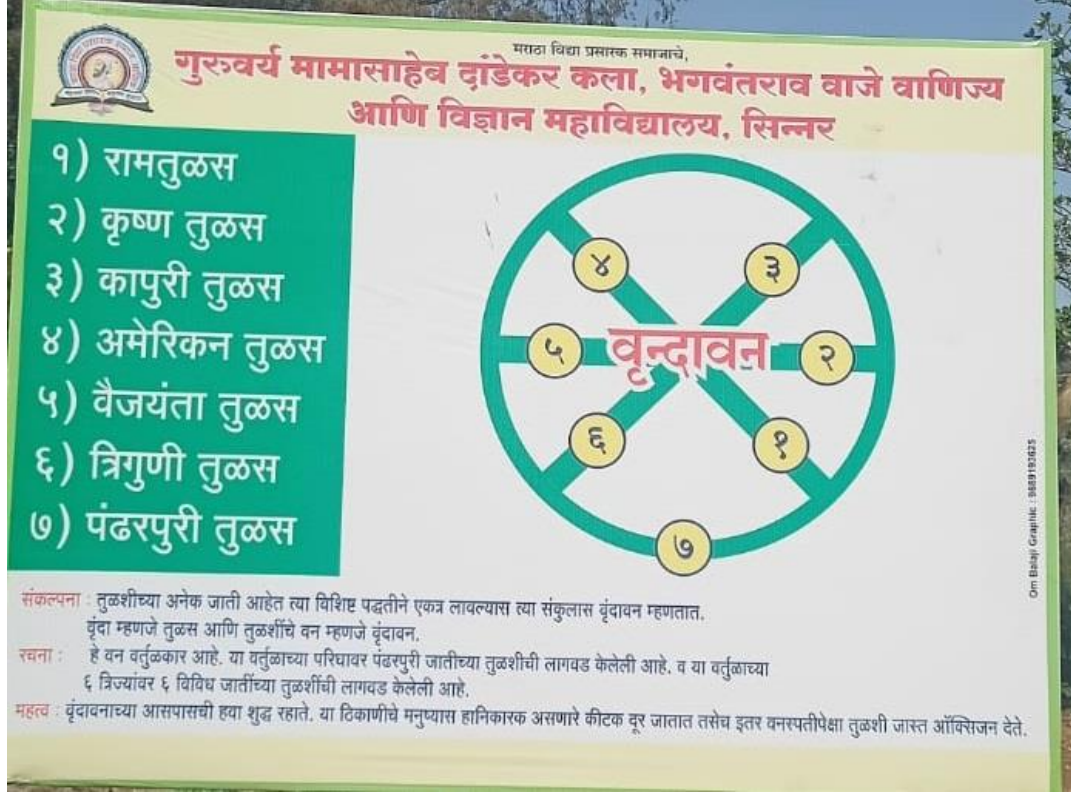 मराठा विद्या प्रसारक समाजाचे,
गुरुवर्य मामासाहेब दांडेकर कला, भगवंतराव वाजे वाणिज्य
आणि विज्ञान महाविद्यालय, सिन्नर
१) रामतुळस
२) कृष्ण तुळस
३) कापुरी तुळस
४) अमेरिकन तुळस
५) वैजयंता तुळस
६) त्रिगुणी तुळस
७) पंढरपुरी तुळस
४
३
५
वृन्दावन
२
६
१
७
Om Balaji Graphic : 9689193625
संकल्पना : तुळशीच्या अनेक जाती आहेत त्या विशिष्ट पद्धतीने एकत्र लावल्यास त्या संकुलास वृंदावन म्हणतात.
वृंदा म्हणजे तुळस आणि तुळशींचे वन म्हणजे वृंदावन.
रचना : हे वन वर्तुळकार आहे. या वर्तुळाच्या परिघावर पंढरपुरी जातीच्या तुळशीची लागवड केलेली आहे. व या वर्तुळाच्या
६ त्रिज्यांवर ६ विविध जातींच्या तुळशींची लागवड केलेली आहे.
महत्व : वृंदावनाच्या आसपासची हवा शुद्ध रहाते. या ठिकाणीचे मनुष्यास हानिकारक असणारे कीटक दूर जातात तसेच इतर वनस्पतीपेक्षा तुळशी जास्त ऑक्सिजन देते.